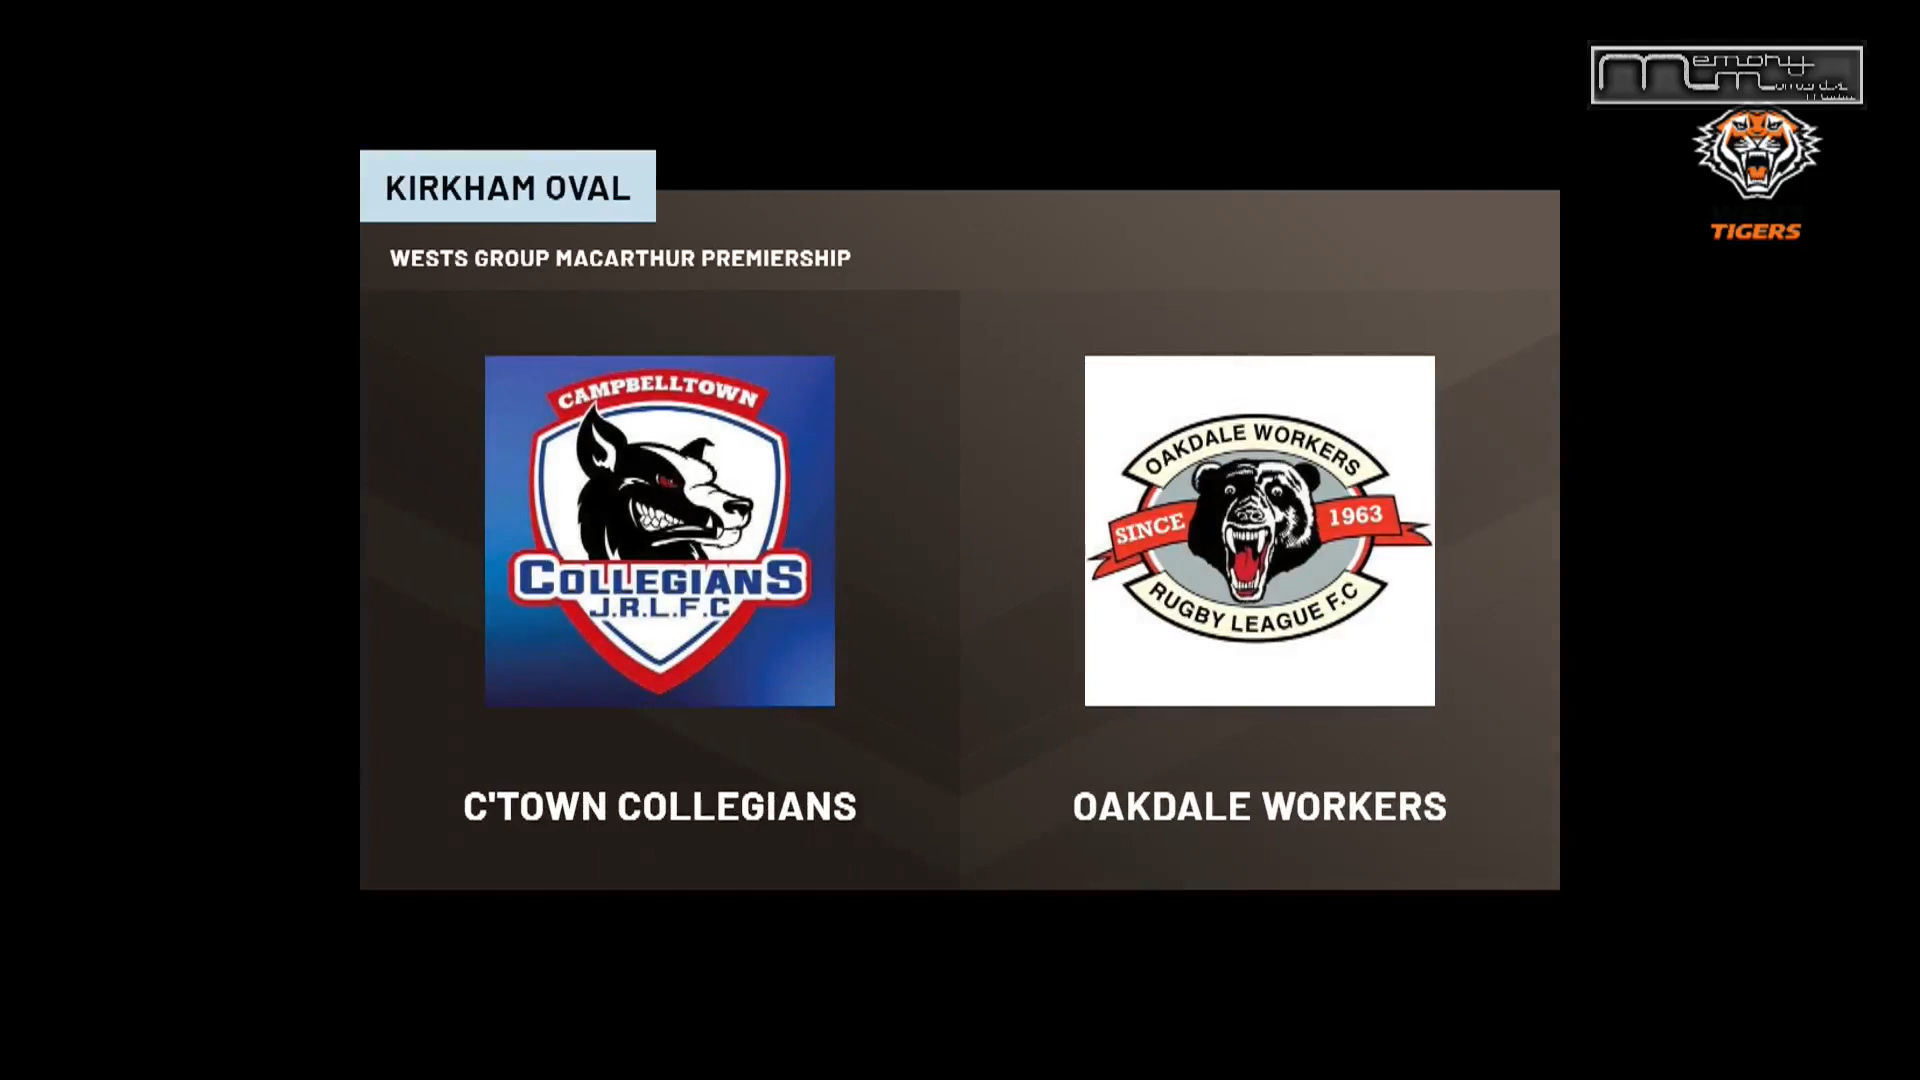 Memory
KIRKHAM OVAL
TIGERS
WESTS GROUP MACARTHUR PREMIERSHIP
CAMPBELLTOWN
COLLEGIANS
J.R.L.F.C
OAKDALE WORKERS
SINCE 1963
RUGBY LEAGUE F.C
C'TOWN COLLEGIANS
OAKDALE WORKERS